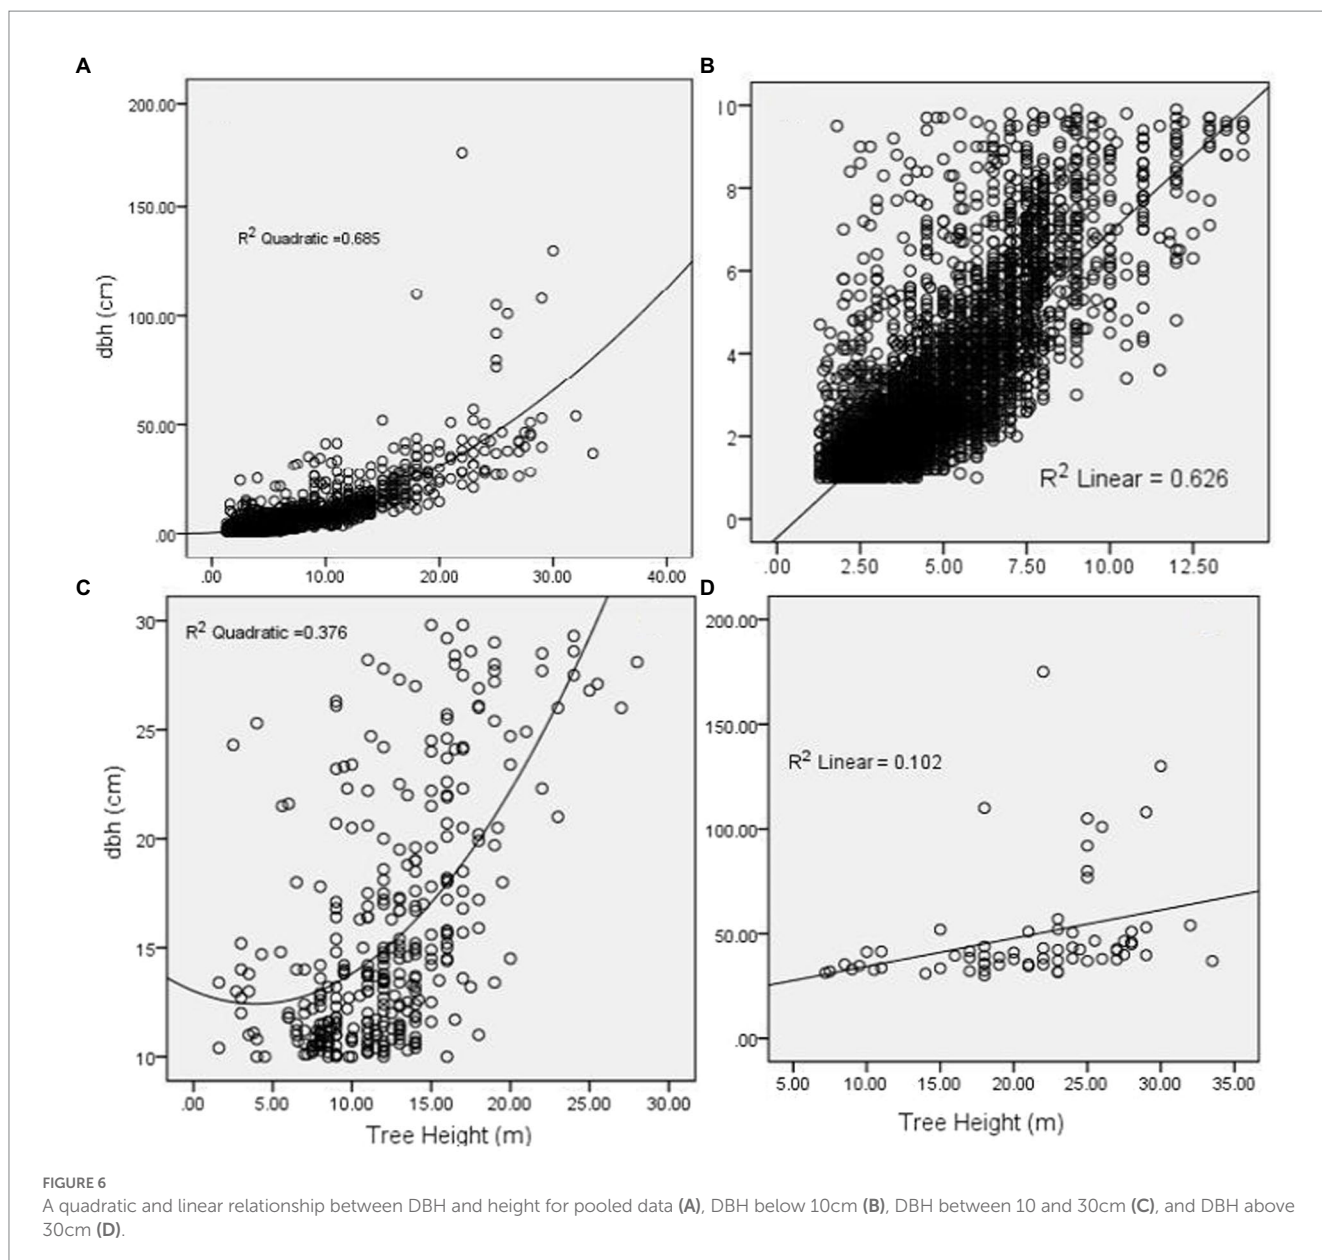 A
200.00
150.00
100.00
50.00
.00
dbh (cm)
R² Quadratic =0.685
.00 10.00 20.00 30.00 40.00
B
10
8
6
4
2
0
R² Linear = 0.626
.00 2.50 5.00 7.50 10.00 12.50
C
30
25
20
15
10
dbh (cm)
R² Quadratic =0.376
.00 5.00 10.00 15.00 20.00 25.00 30.00
Tree Height (m)
D
200.00
150.00
100.00
50.00
.00
R² Linear = 0.102
5.00 10.00 15.00 20.00 25.00 30.00 35.00
Tree Height (m)
FIGURE 6
A quadratic and linear relationship between DBH and height for pooled data (A), DBH below 10cm (B), DBH between 10 and 30cm (C), and DBH above
30cm (D).